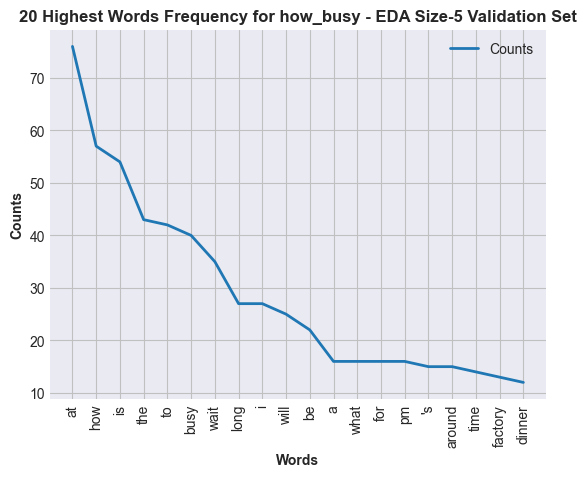 20 Highest Words Frequency for how_busy - EDA Size-5 Validation Set
Counts
70
60
50
40
30
20
10
Counts
at
how
is
the
to
busy
wait
long
i
will
be
a
what
for
pm
's
around
time
factory
dinner
Words